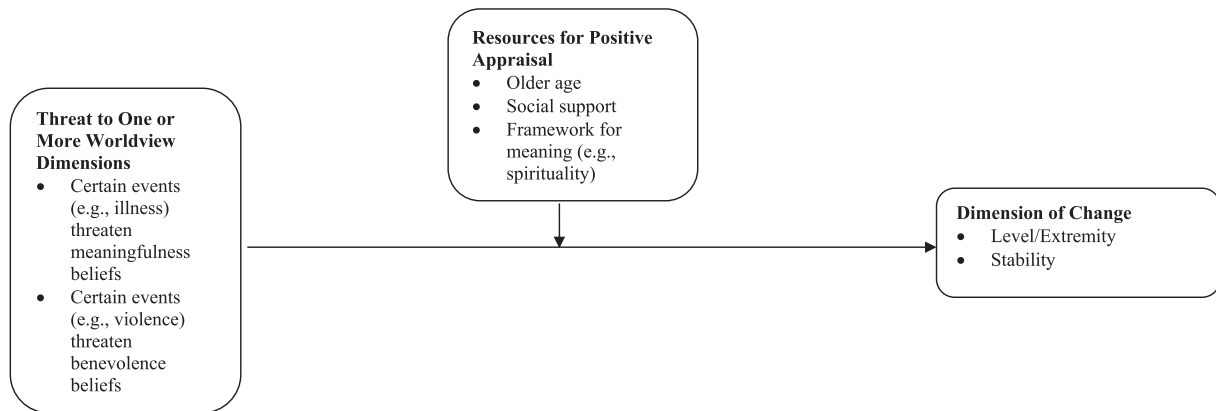 Resources for Positive
Appraisal
• Older age
• Social support
• Framework for
meaning (e.g.,
spirituality)
Threat to One or
More Worldview
Dimensions
• Certain events
(e.g., illness)
threaten
meaningfulness
beliefs
• Certain events
(e.g., violence)
threaten
benevolence
beliefs
Dimension of Change
• Level/Extremity
• Stability